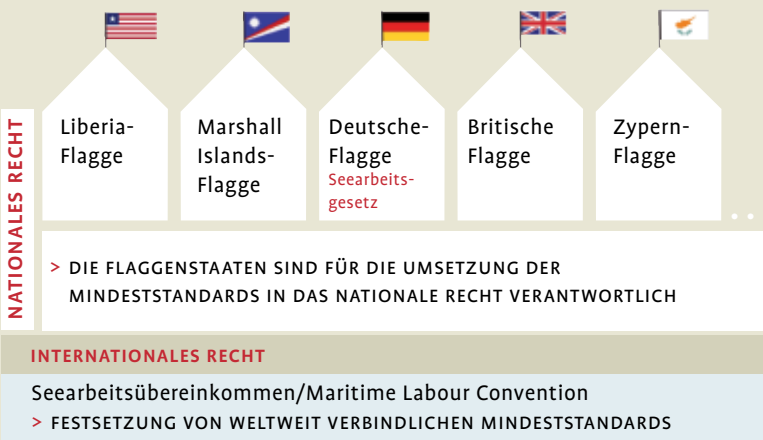 Liberia-
Flagge
Marshall
Islands-
Flagge
Deutsche-
Flagge
Seearbeits-
gesetz
Britische
Flagge
Zypern-
Flagge
..
NATIONALES RECHT
> DIE FLAGGENSTAATEN SIND FÜR DIE UMSETZUNG DER
MINDESTSTANDARDS IN DAS NATIONALE RECHT VERANTWORTLICH
INTERNATIONALES RECHT
Seearbeitsübereinkommen/Maritime Labour Convention
> FESTSETZUNG VON WELTWEIT VERBINDLICHEN MINDESTSTANDARDS